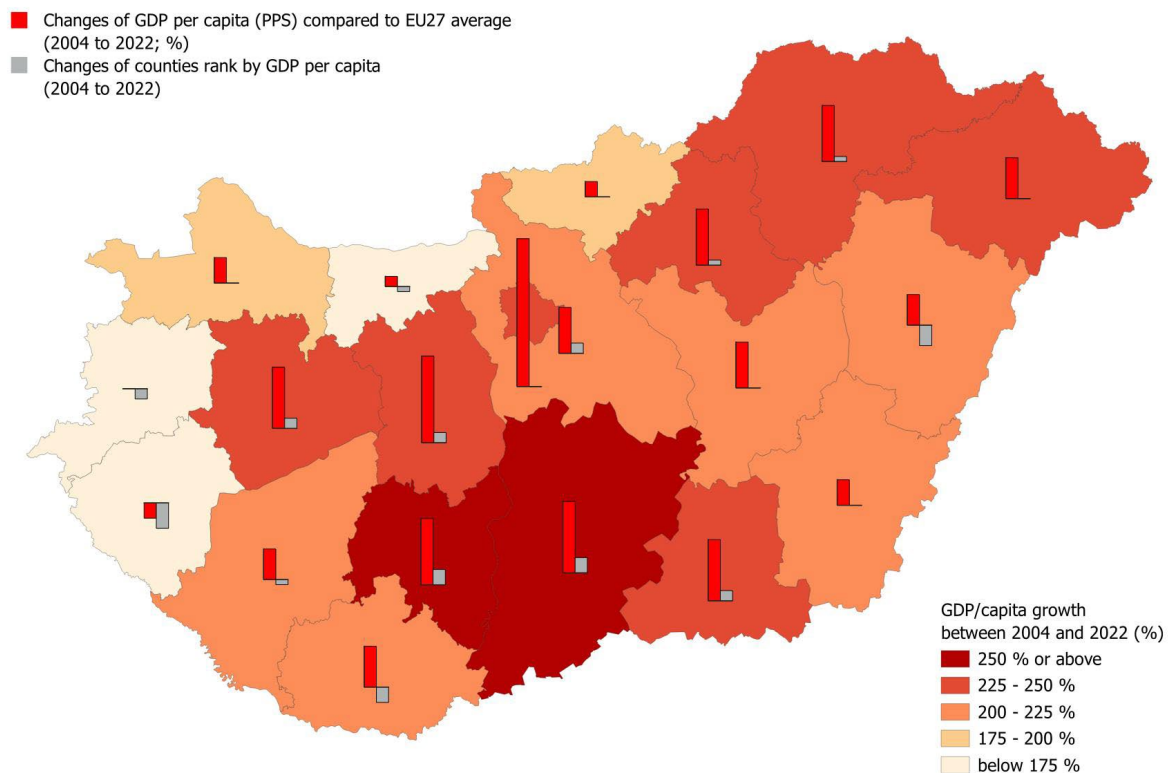 Changes of GDP per capita (PPS) compared to EU27 average
(2004 to 2022; %)
Changes of counties rank by GDP per capita
(2004 to 2022)
GDP/capita growth
between 2004 and 2022 (%)
250 % or above
225 - 250 %
200 - 225 %
175 - 200 %
below 175 %